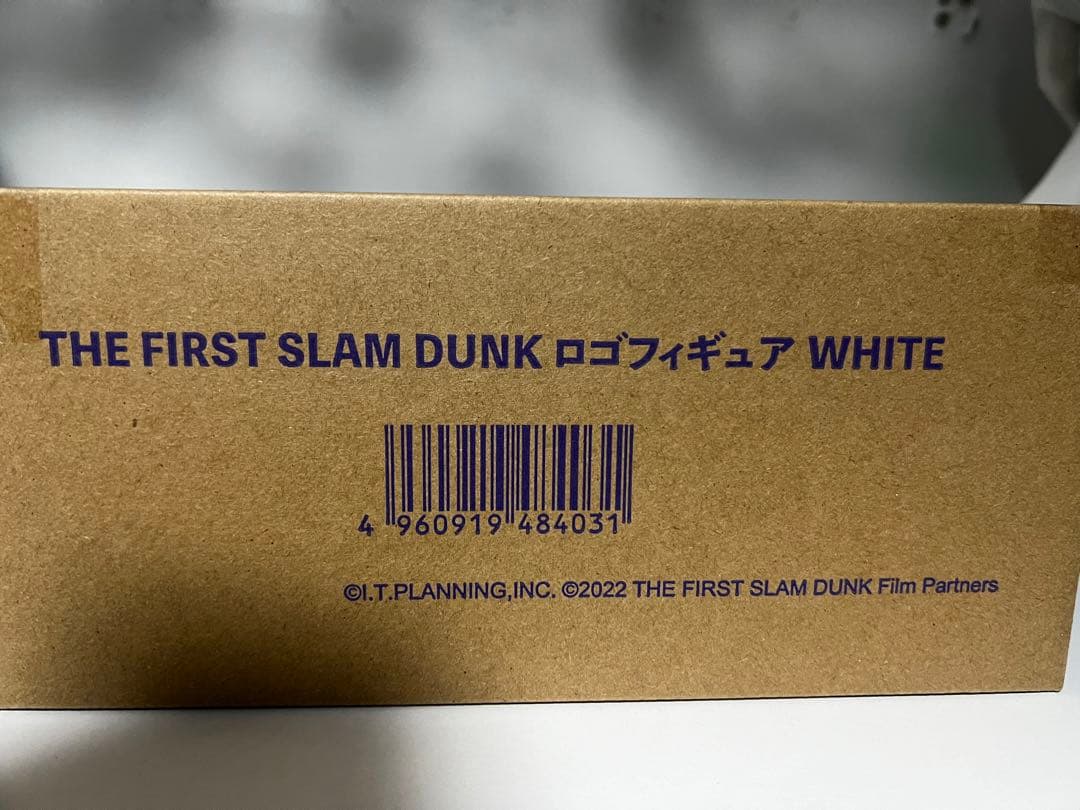 THE FIRST SLAM DUNK ロゴフィギュア WHITE
4 960919 484031
©I.T.PLANNING,INC. ©2022 THE FIRST SLAM DUNK Film Partners